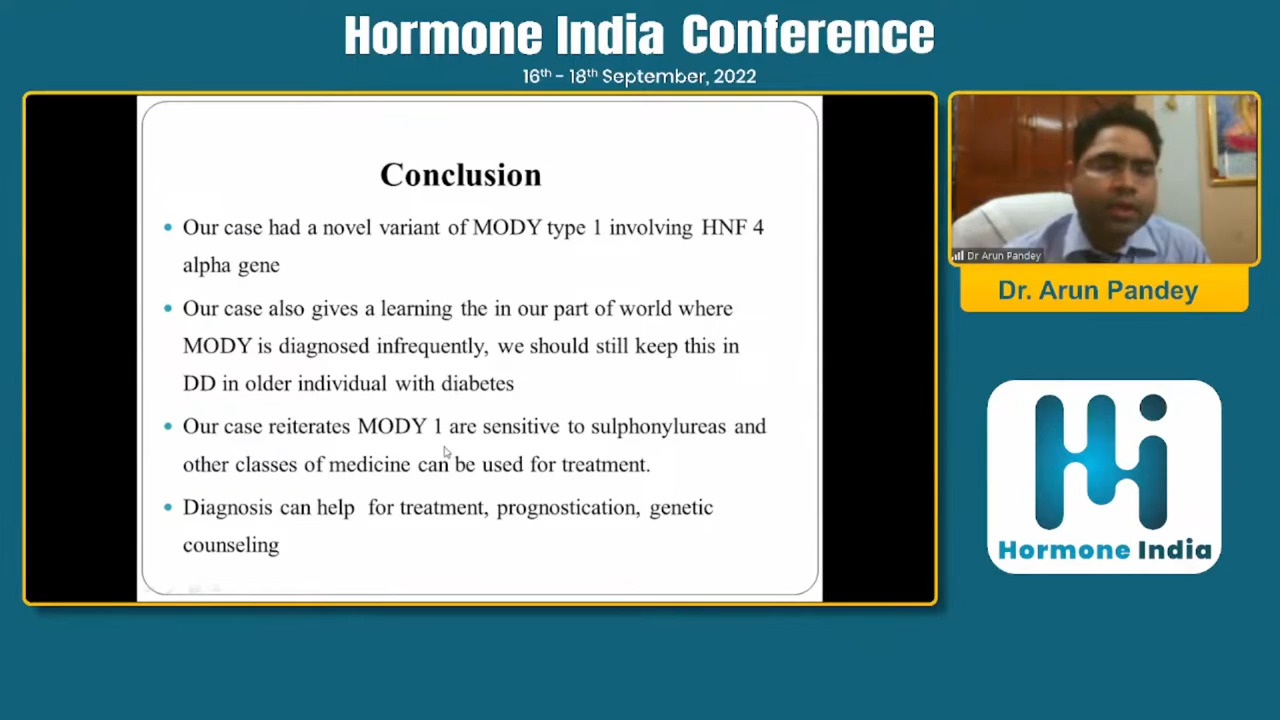 Hormone India Conference
16th - 18th September, 2022
Conclusion
• Our case had a novel variant of MODY type 1 involving HNF 4
alpha gene
• Our case also gives a learning the in our part of world where
MODY is diagnosed infrequently, we should still keep this in
DD in older individual with diabetes
• Our case reiterates MODY 1 are sensitive to sulphonylureas and
other classes of medicine can be used for treatment.
• Diagnosis can help for treatment, prognostication, genetic
counseling
Dr Arun Pandey
Dr. Arun Pandey
Hi
Hormone India